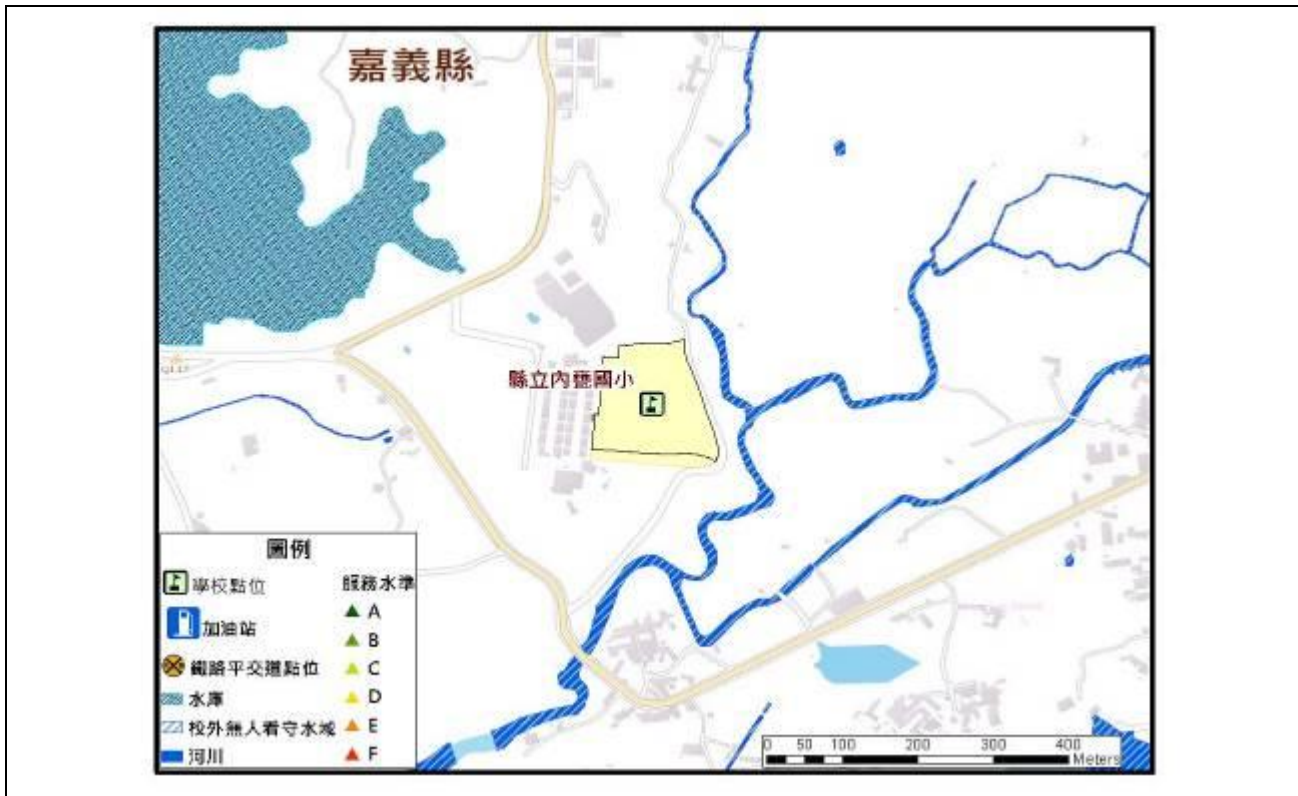 嘉義縣
縣立內甕國小
圖例
學校點位
加油站
鐵路平交道點位
水庫
校外無人看守水域
河川
服務水準
A
B
C
D
E
F
0 50 100 200 300 400
Meters